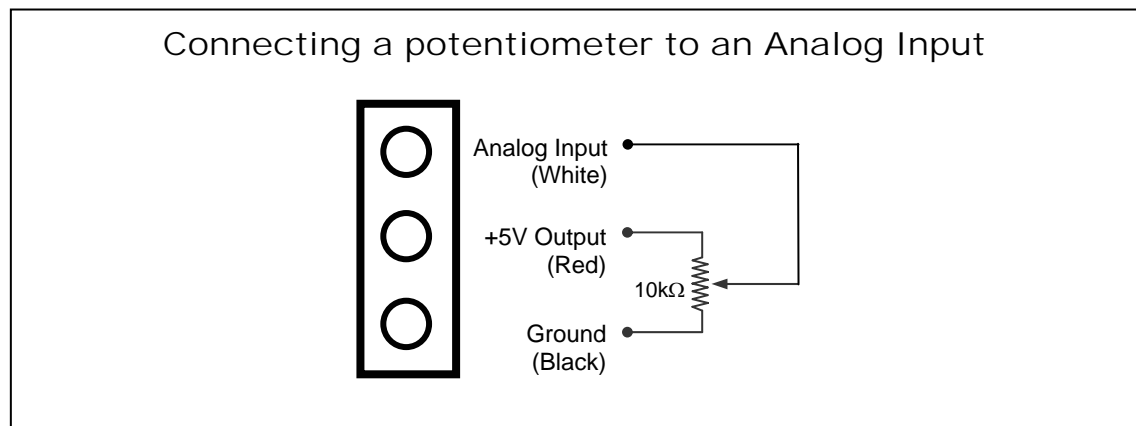 Connecting a potentiometer to an Analog Input
Analog Input
(White)
+5V Output
(Red)
10kΩ
Ground
(Black)